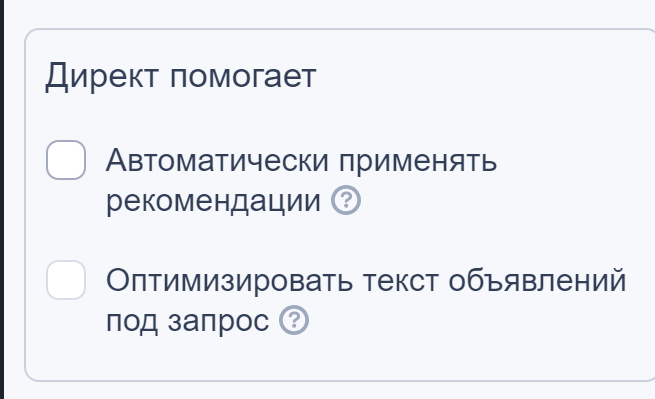 Директ помогает
Автоматически применять
рекомендации ?
Оптимизировать текст объявлений
под запрос ?